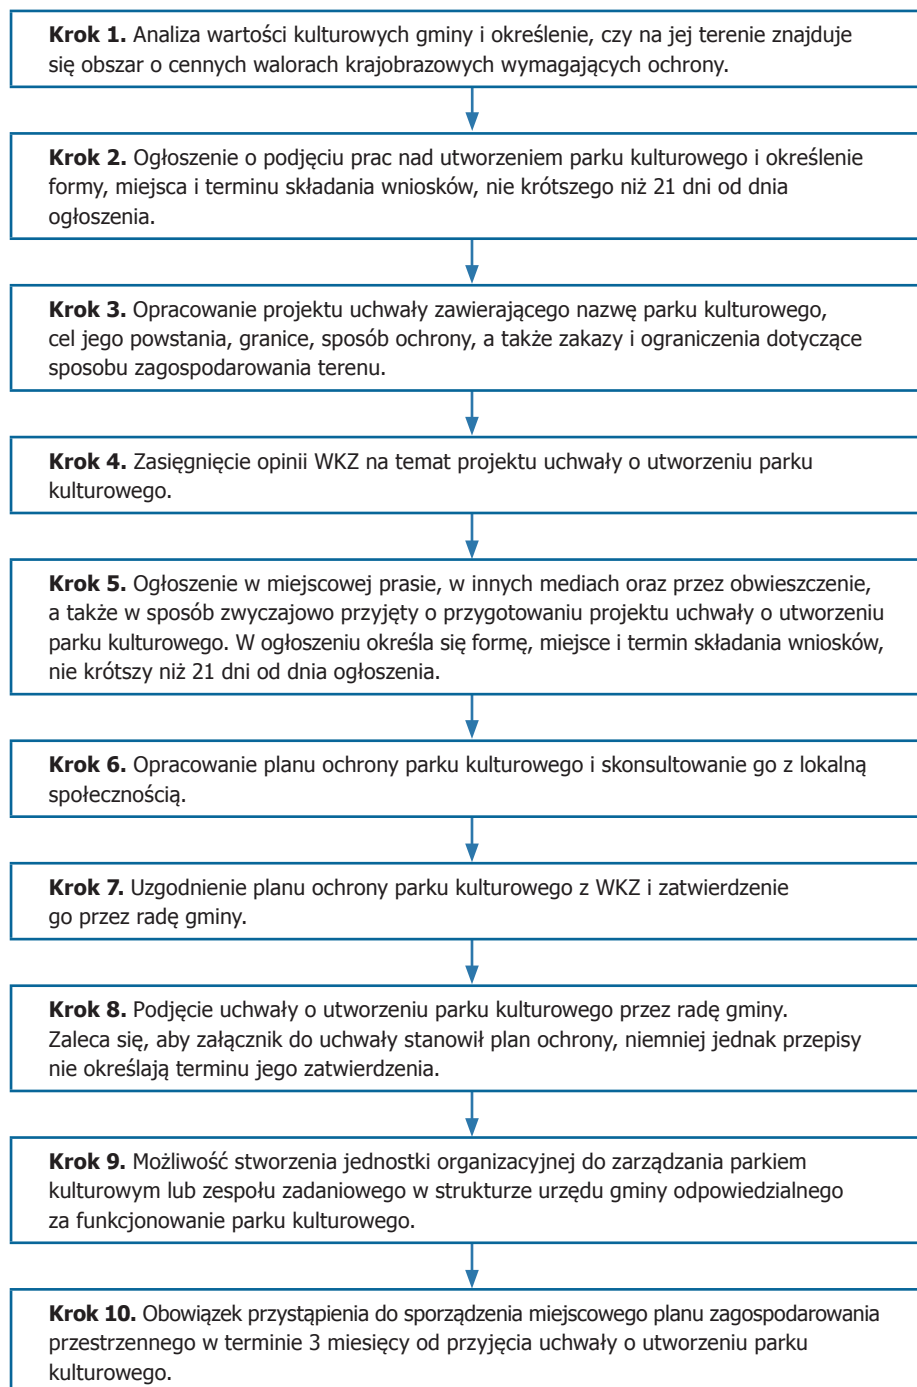 Krok 1. Analiza wartości kulturowych gminy i określenie, czy na jej terenie znajduje
się obszar o cennych walorach krajobrazowych wymagających ochrony.
Krok 2. Ogłoszenie o podjęciu prac nad utworzeniem parku kulturowego i określenie
formy, miejsca i terminu składania wniosków, nie krótszego niż 21 dni od dnia
ogłoszenia.
Krok 3. Opracowanie projektu uchwały zawierającego nazwę parku kulturowego,
cel jego powstania, granice, sposób ochrony, a także zakazy i ograniczenia dotyczące
sposobu zagospodarowania terenu.
Krok 4. Zasięgnięcie opinii WKZ na temat projektu uchwały o utworzeniu parku
kulturowego.
Krok 5. Ogłoszenie w miejscowej prasie, w innych mediach oraz przez obwieszczenie,
a także w sposób zwyczajowo przyjęty o przygotowaniu projektu uchwały o utworzeniu
parku kulturowego. W ogłoszeniu określa się formę, miejsce i termin składania wniosków,
nie krótszy niż 21 dni od dnia ogłoszenia.
Krok 6. Opracowanie planu ochrony parku kulturowego i skonsultowanie go z lokalną
społecznością.
Krok 7. Uzgodnienie planu ochrony parku kulturowego z WKZ i zatwierdzenie
go przez radę gminy.
Krok 8. Podjęcie uchwały o utworzeniu parku kulturowego przez radę gminy.
Zaleca się, aby załącznik do uchwały stanowił plan ochrony, niemniej jednak przepisy
nie określają terminu jego zatwierdzenia.
Krok 9. Możliwość stworzenia jednostki organizacyjnej do zarządzania parkiem
kulturowym lub zespołu zadaniowego w strukturze urzędu gminy odpowiedzialnego
za funkcjonowanie parku kulturowego.
Krok 10. Obowiązek przystąpienia do sporządzenia miejscowego planu zagospodarowania
przestrzennego w terminie 3 miesięcy od przyjęcia uchwały o utworzeniu parku
kulturowego.